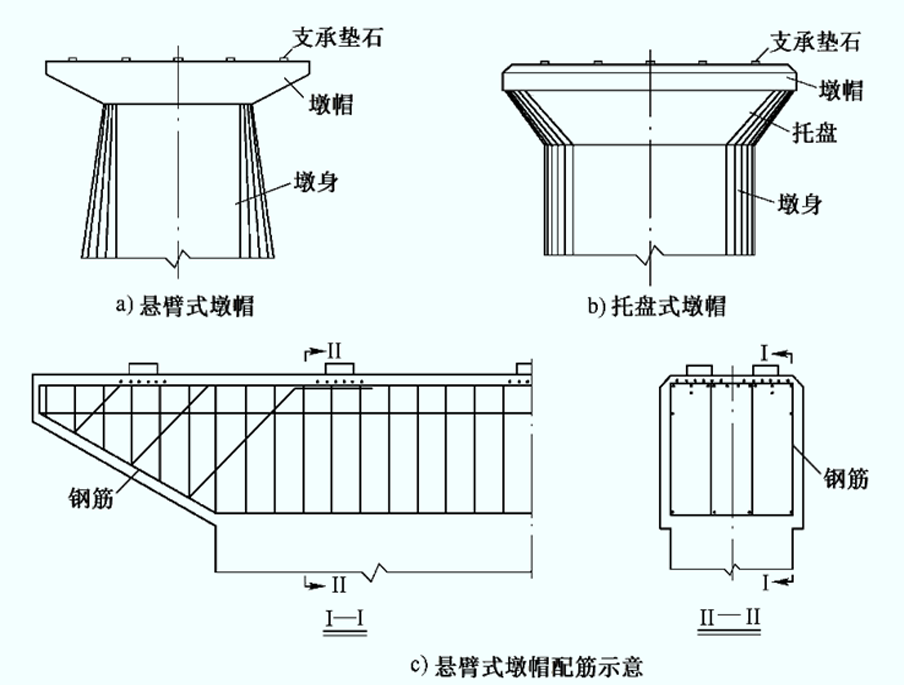 支承垫石
墩帽
墩身
a) 悬臂式墩帽
支承垫石
墩帽
托盘
墩身
b) 托盘式墩帽
II
钢筋
II
I—I
I
钢筋
I
II—II
c) 悬臂式墩帽配筋示意